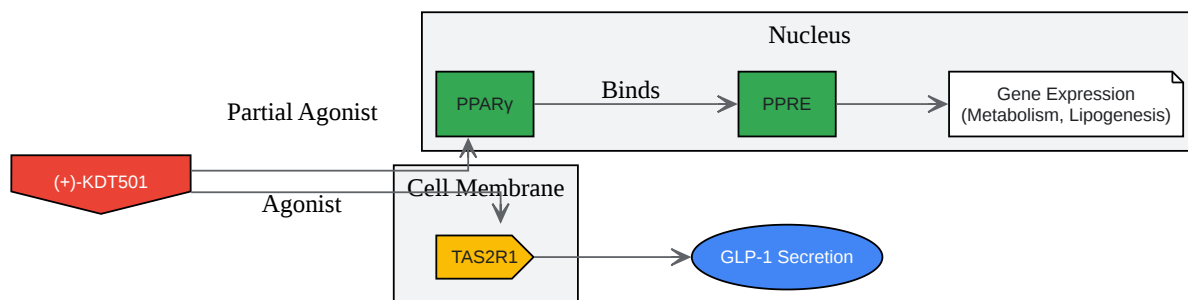 Nucleus
PPARγ
Binds
PPRE
Gene Expression
(Metabolism, Lipogenesis)
Partial Agonist
(+)-KDT501
Cell Membrane
Agonist
TAS2R1
GLP-1 Secretion